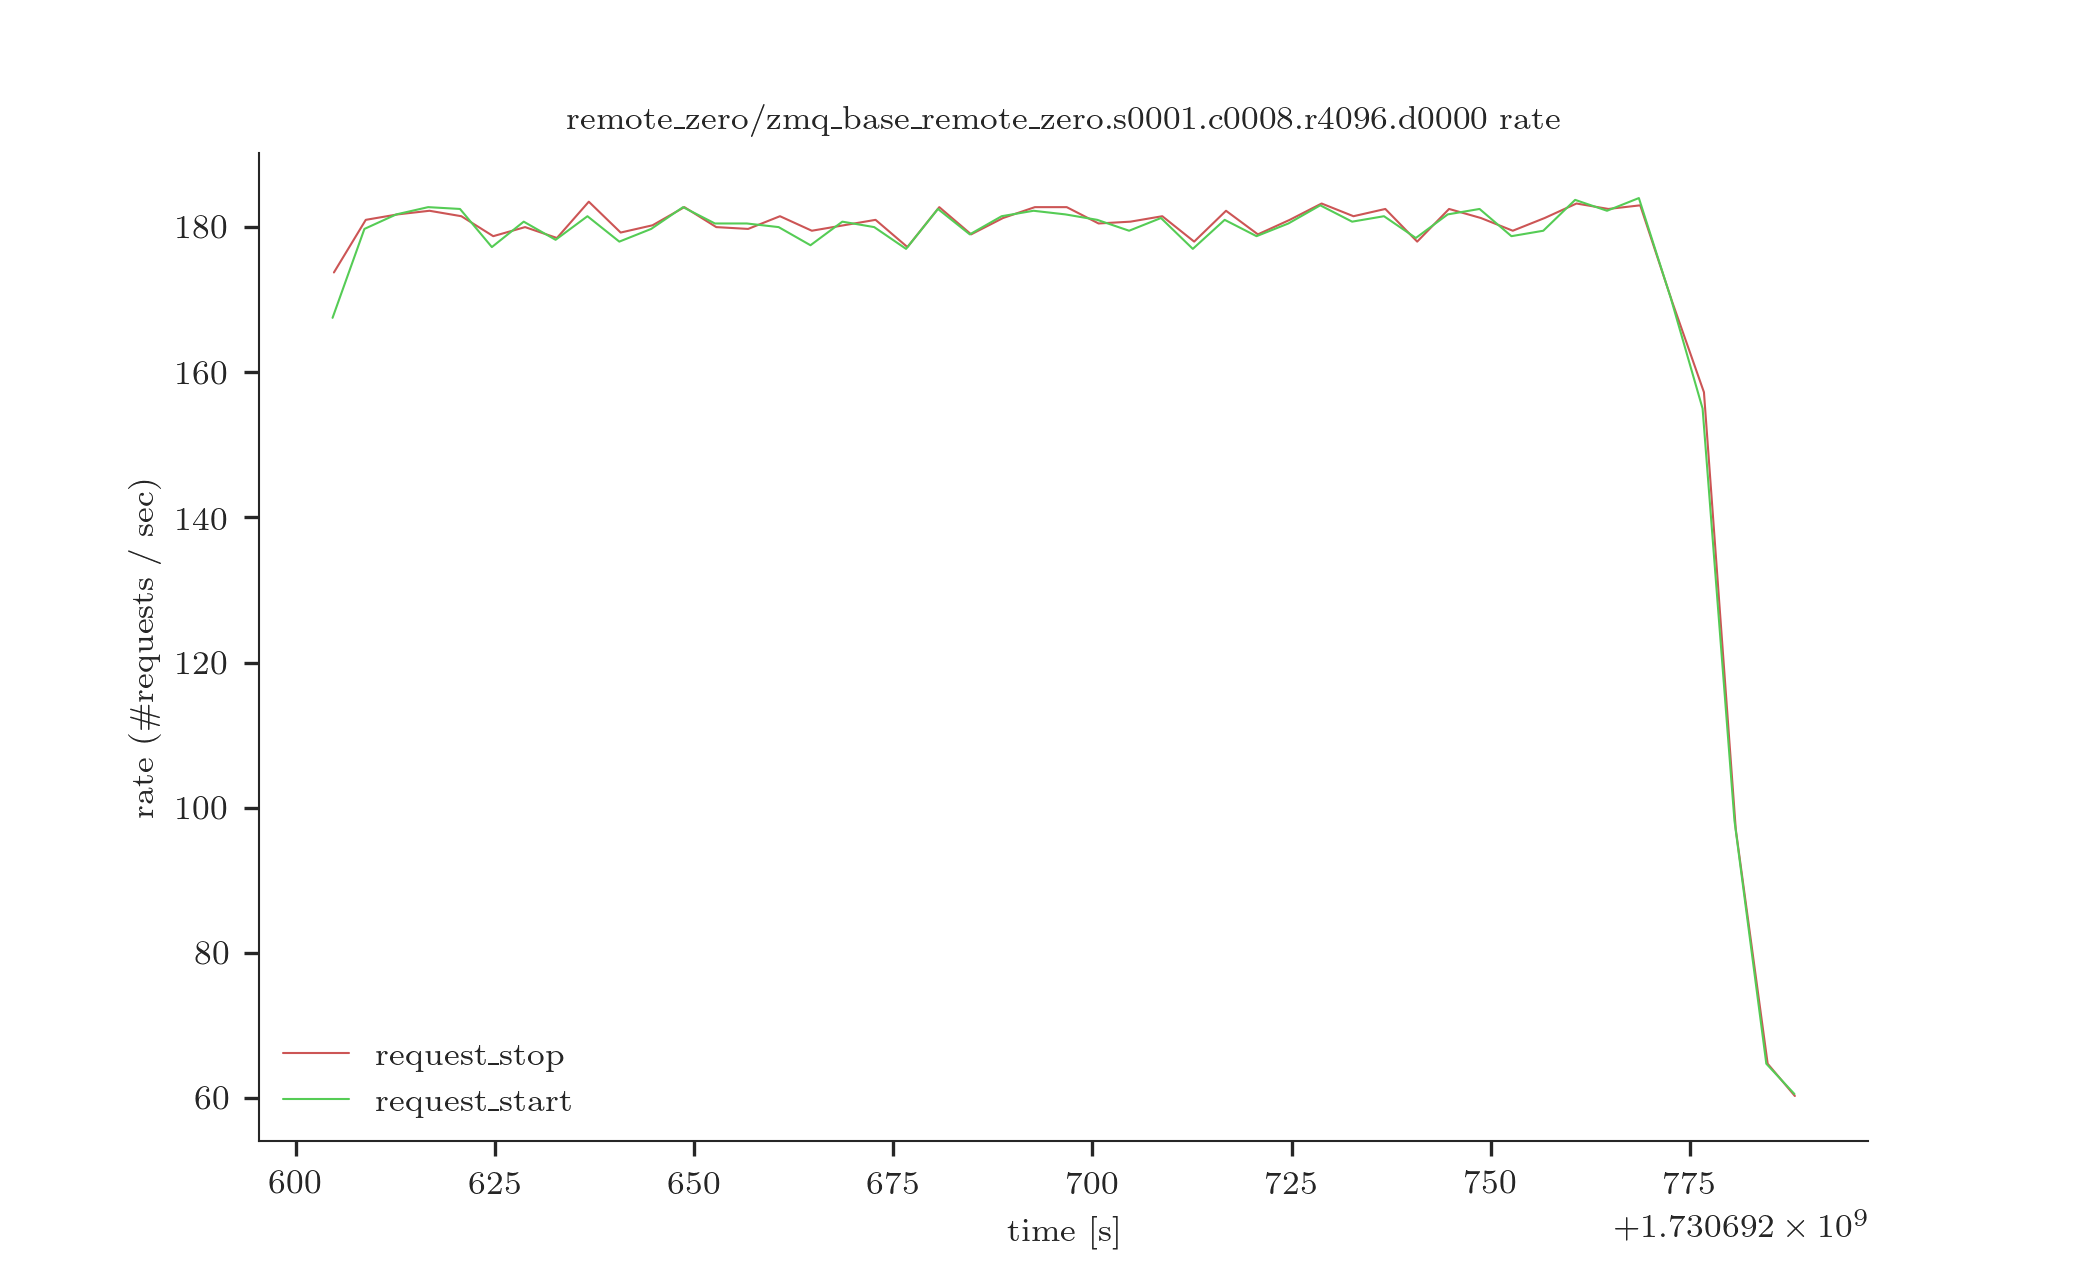 remote_zero/zmq_base_remote_zero.s0001.c0008.r4096.d0000 rate
rate (#requests / sec)
180
160
140
120
100
80
60
request_stop
request_start
600 625 650 675 700 725 750 775
time [s]
+1.730692 × 10⁹